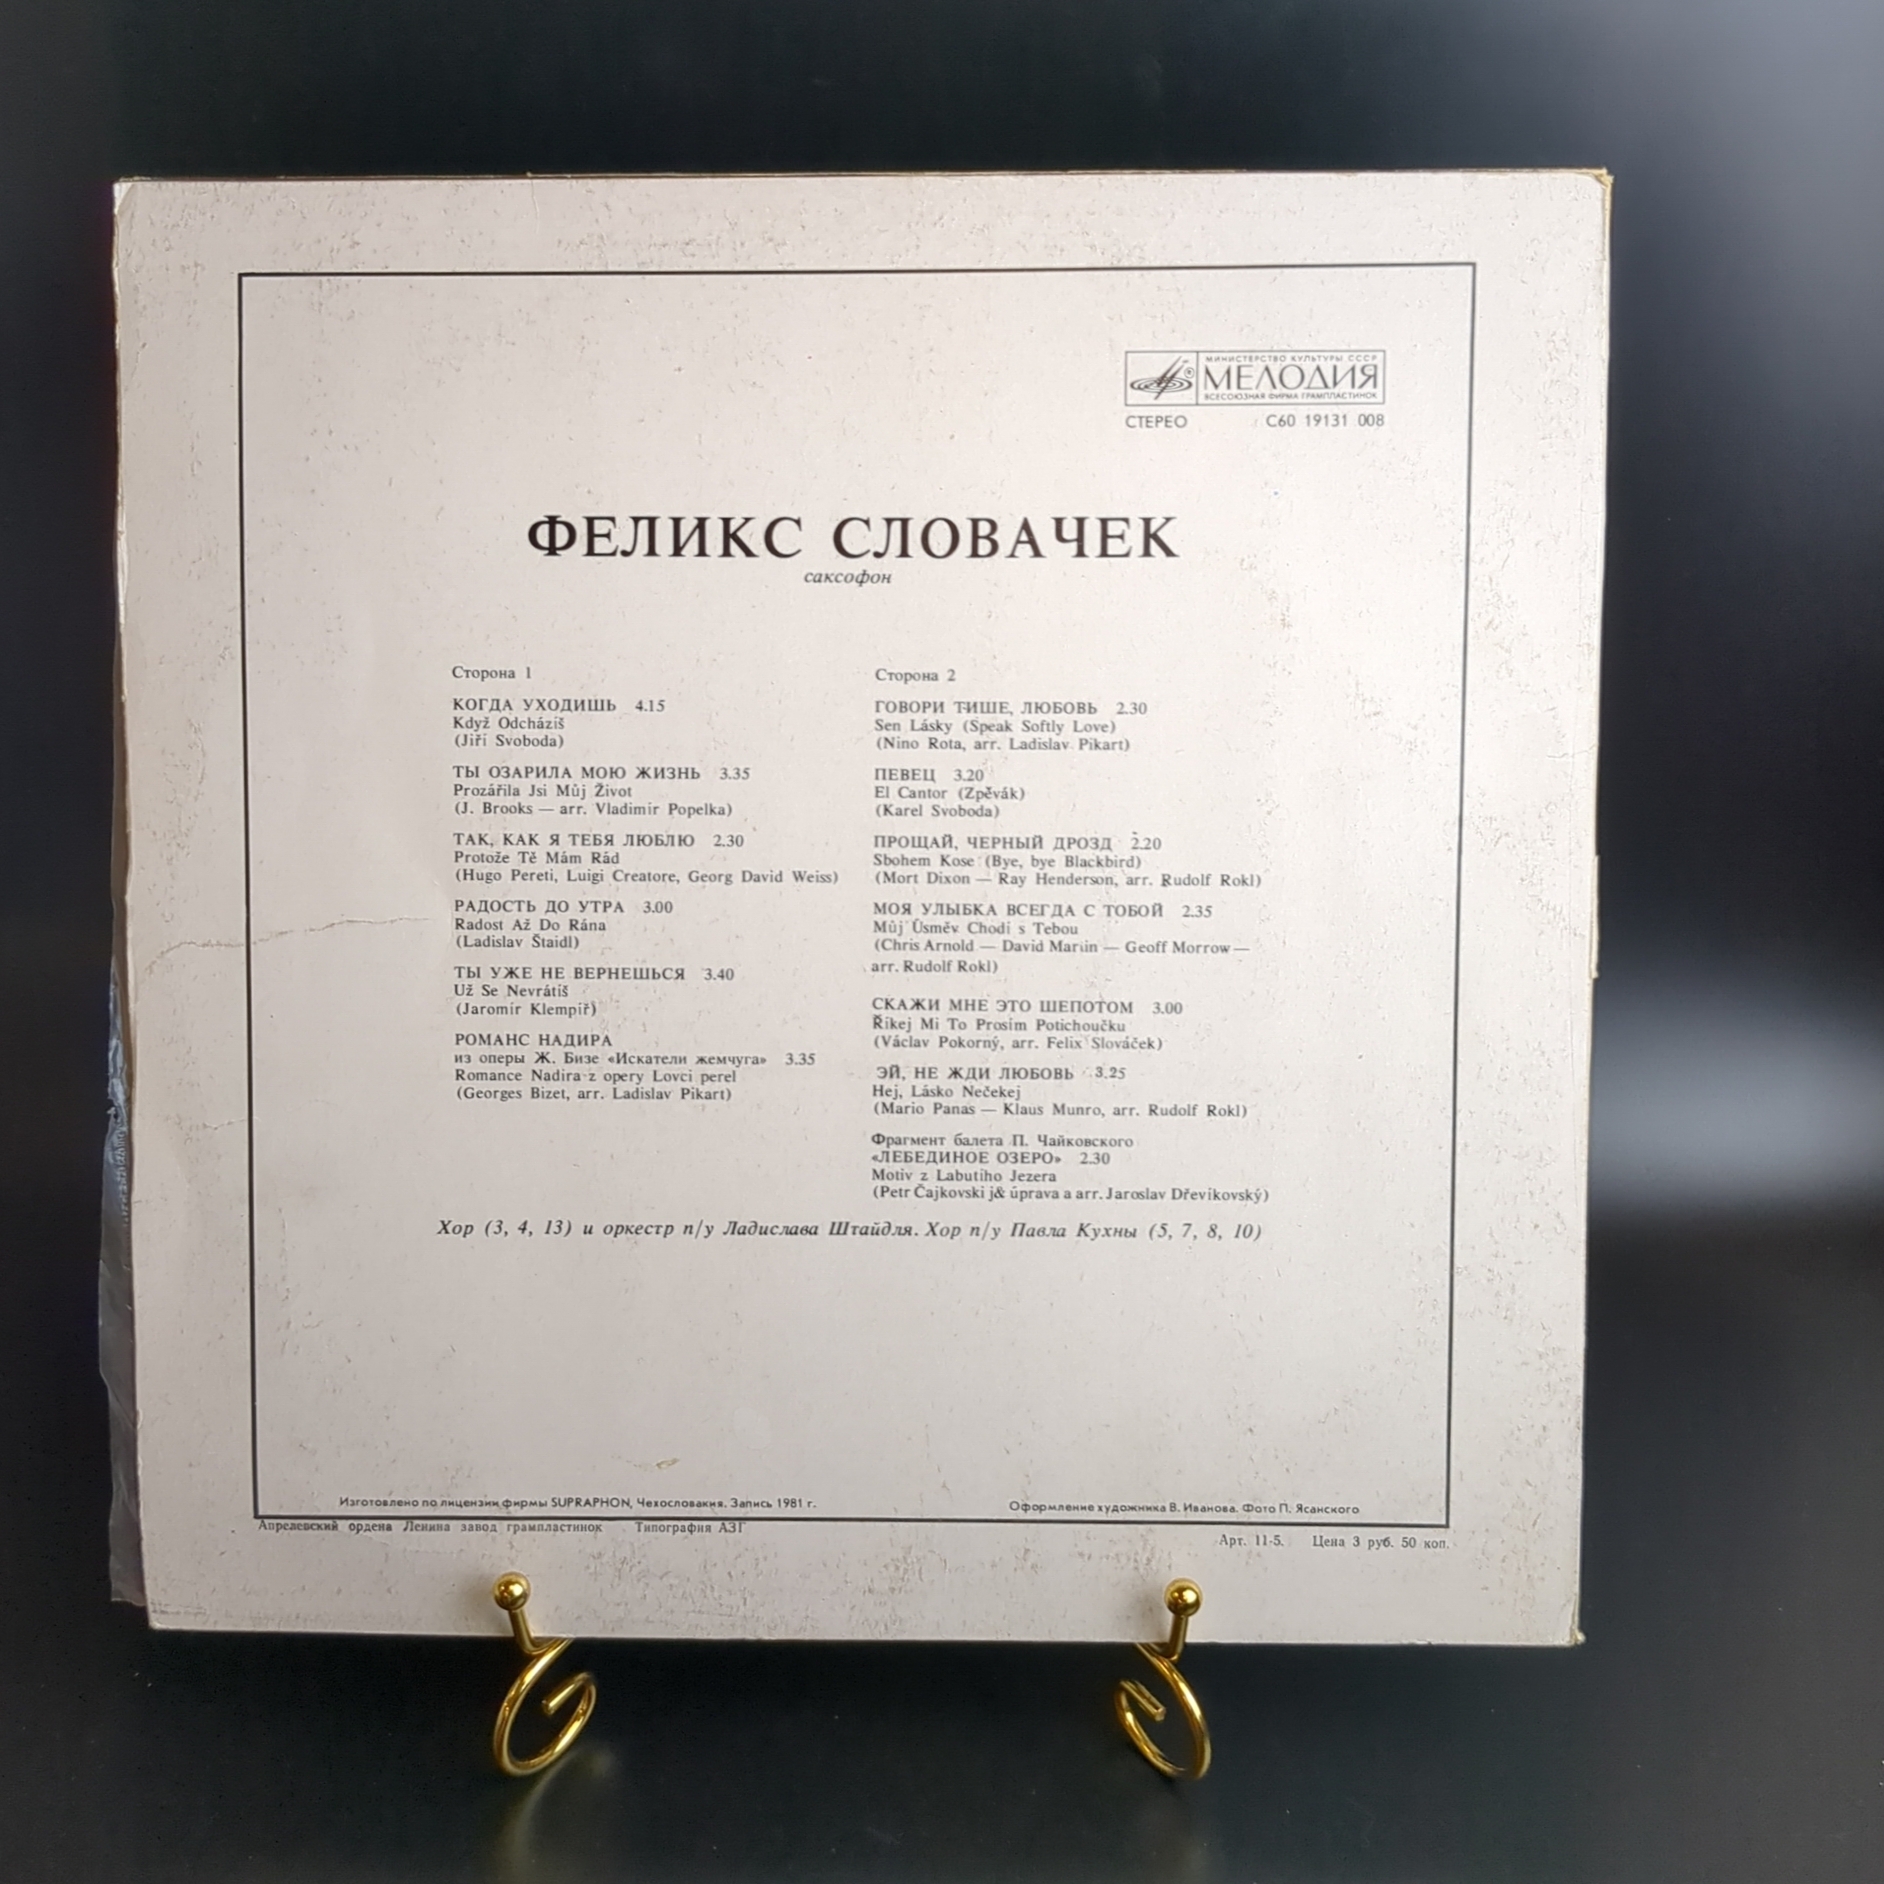 МИНИСТЕРСТВО КУЛЬТУРЫ СССР
МЕЛОДИЯ
ВСЕСОЮЗНАЯ ФИРМА ГРАМПЛАСТИНОК
СТЕРЕО С60 19131 008
ФЕЛИКС СЛОВАЧЕК
саксофон
Сторона 1
КОГДА УХОДИШЬ 4.15
Když Odcházíš
(Jiří Svoboda)
ТЫ ОЗАРИЛА МОЮ ЖИЗНЬ 3.35
Prozářila Jsi Můj Život
(J. Brooks — arr. Vladimír Popelka)
ТАК, КАК Я ТЕБЯ ЛЮБЛЮ 2.30
Protože Tě Mám Rád
(Hugo Pereti, Luigi Creatore, Georg David Weiss)
РАДОСТЬ ДО УТРА 3.00
Radost Až Do Rána
(Ladislav Štaidl)
ТЫ УЖЕ НЕ ВЕРНЕШЬСЯ 3.40
Už Se Nevrátíš
(Jaromír Klempíř)
РОМАНС НАДИРА
из оперы Ж. Бизе «Искатели жемчуга» 3.35
Romance Nadira z opery Lovci perel
(Georges Bizet, arr. Ladislav Pikart)
Сторона 2
ГОВОРИ ТИШЕ, ЛЮБОВЬ 2.30
Sen Lásky (Speak Softly Love)
(Nino Rota, arr. Ladislav Pikart)
ПЕВЕЦ 3.20
El Cantor (Zpěvák)
(Karel Svoboda)
ПРОЩАЙ, ЧЕРНЫЙ ДРОЗД 2.20
Sbohem Kose (Bye, bye Blackbird)
(Mort Dixon — Ray Henderson, arr. Rudolf Rokl)
МОЯ УЛЫБКА ВСЕГДА С ТОБОЙ 2.35
Můj Úsměv Chodí s Tebou
(Chris Arnold — David Martin — Geoff Morrow —
arr. Rudolf Rokl)
СКАЖИ МНЕ ЭТО ШЕПОТОМ 3.00
Říkej Mi To Prosím Potichoučku
(Václav Pokorný, arr. Felix Slováček)
ЭЙ, НЕ ЖДИ ЛЮБОВЬ 3.25
Hej, Lásko Nečekej
(Mario Panas — Klaus Munro, arr. Rudolf Rokl)
Фрагмент балета П. Чайковского
«ЛЕБЕДИНОЕ ОЗЕРО» 2.30
Motiv z Labutího Jezera
(Petr Čajkovski j& úprava a arr. Jaroslav Dřevikovský)
Хор (3, 4, 13) и оркестр п/у Ладислава Штайдля. Хор п/у Павла Кухны (5, 7, 8, 10)
Изготовлено по лицензии фирмы SUPRAPHON, Чехословакия. Запись 1981 г.
Оформление художника В. Иванова. Фото П. Ясанского
Апрелевский ордена Ленина завод грампластинок Типография АЗГ
Арт. 11-5. Цена 3 руб. 50 коп.